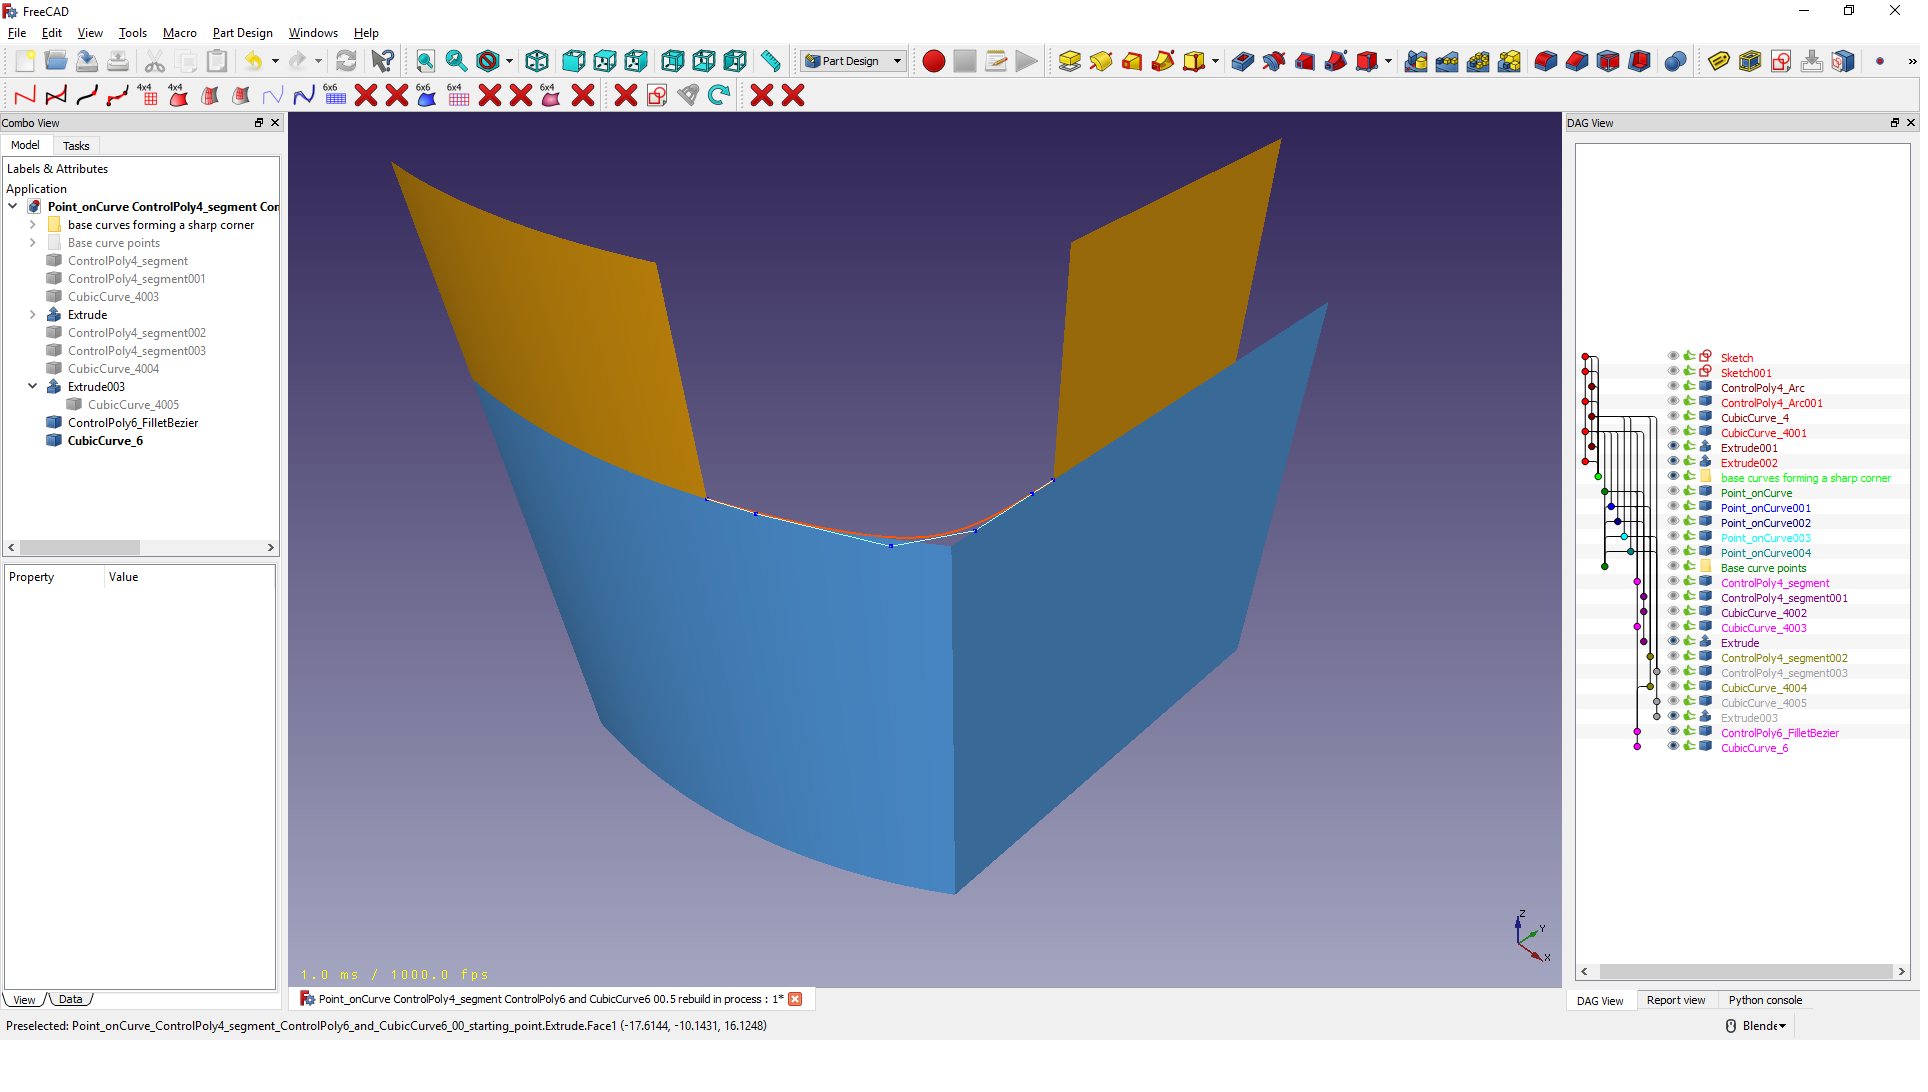 FreeCAD
File Edit View Tools Macro Part Design Windows Help
Part Design
4x4 4x4 6x6 6x6 6x4 6x4
Combo View
DAG View
Model Tasks
Labels & Attributes
Application
Point_onCurve ControlPoly4_segment Con
base curves forming a sharp corner
Base curve points
ControlPoly4_segment
ControlPoly4_segment001
CubicCurve_4003
Extrude
ControlPoly4_segment002
ControlPoly4_segment003
CubicCurve_4004
Extrude003
CubicCurve_4005
ControlPoly6_FilletBezier
CubicCurve_6
Property Value
View Data
Sketch
Sketch001
ControlPoly4_Arc
ControlPoly4_Arc001
CubicCurve_4
CubicCurve_4001
Extrude001
Extrude002
base curves forming a sharp corner
Point_onCurve
Point_onCurve001
Point_onCurve002
Point_onCurve003
Point_onCurve004
Base curve points
ControlPoly4_segment
ControlPoly4_segment001
CubicCurve_4002
CubicCurve_4003
Extrude
ControlPoly4_segment002
ControlPoly4_segment003
CubicCurve_4004
CubicCurve_4005
Extrude003
ControlPoly6_FilletBezier
CubicCurve_6
Z
Y
X
1.0 ms / 1000.0 fps
Point_onCurve ControlPoly4_segment ControlPoly6 and CubicCurve6 00.5 rebuild in process : 1*
DAG View Report view Python console
Preselected: Point_onCurve_ControlPoly4_segment_ControlPoly6_and_CubicCurve6_00_starting_point.Extrude.Face1 (-17.6144, -10.1431, 16.1248)
Blende